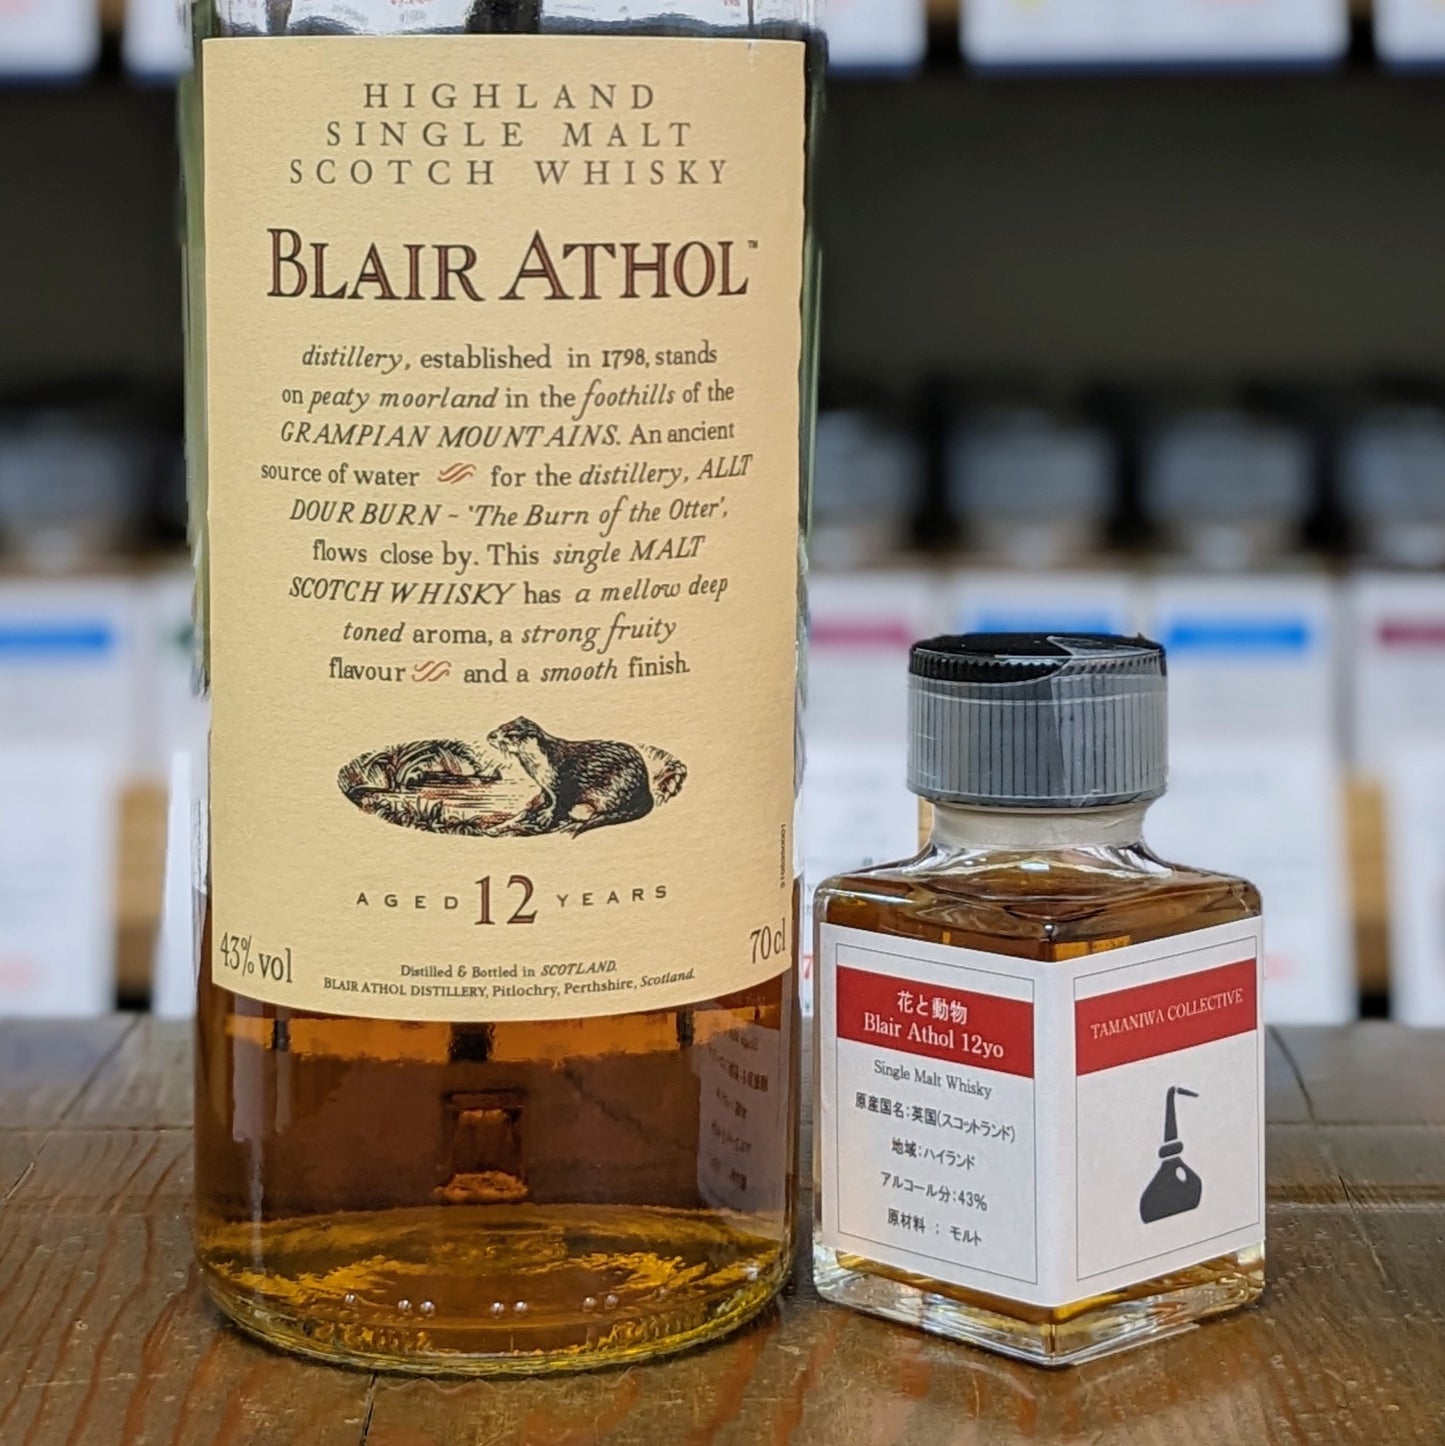 HIGHLAND
SINGLE MALT
SCOTCH WHISKY
BLAIR ATHOL™
distillery, established in 1798, stands
on peaty moorland in the foothills of the
GRAMPIAN MOUNTAINS. An ancient
source of water for the distillery, ALLT
DOUR BURN - 'The Burn of the Otter',
flows close by. This single MALT
SCOTCH WHISKY has a mellow deep
toned aroma, a strong fruity
flavour and a smooth finish.
AGED 12 YEARS
43% vol
70cl
Distilled & Bottled in SCOTLAND.
BLAIR ATHOL DISTILLERY, Pitlochry, Perthshire, Scotland.
花と動物
Blair Athol 12yo
Single Malt Whisky
原産国名:英国(スコットランド)
地域:ハイランド
アルコール分:43%
原材料 : モルト
TAMANIWA COLLECTIVE